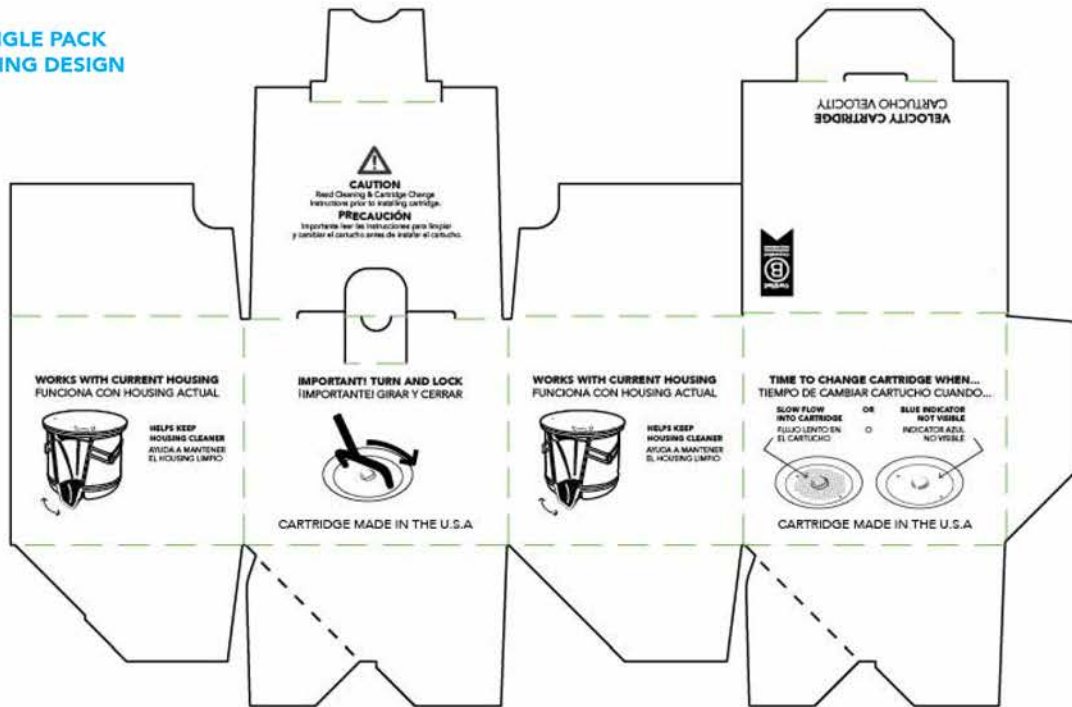 NGLE PACK
ING DESIGN
VELOCITY CARTRIDGE
CARTUCHO VELOCITY
CAUTION
Read Cleaning & Cartridge Change
Instructions prior to installing cartridge.
PRECAUCIÓN
Importante leer las instrucciones para limpiar
y cambiar el cartucho antes de instalar el cartucho.
Certified
B
WORKS WITH CURRENT HOUSING
FUNCIONA CON HOUSING ACTUAL
HELPS KEEP
HOUSING CLEANER
AYUDA A MANTENER
EL HOUSING LIMPIO
IMPORTANT! TURN AND LOCK
¡IMPORTANTE! GIRAR Y CERRAR
CARTRIDGE MADE IN THE U.S.A
WORKS WITH CURRENT HOUSING
FUNCIONA CON HOUSING ACTUAL
HELPS KEEP
HOUSING CLEANER
AYUDA A MANTENER
EL HOUSING LIMPIO
TIME TO CHANGE CARTRIDGE WHEN...
TIEMPO DE CAMBIAR CARTUCHO CUANDO...
SLOW FLOW
INTO CARTRIDGE
FLUJO LENTO EN
EL CARTUCHO
OR
O
BLUE INDICATOR
NOT VISIBLE
INDICATOR AZUL
NO VISIBLE
CARTRIDGE MADE IN THE U.S.A